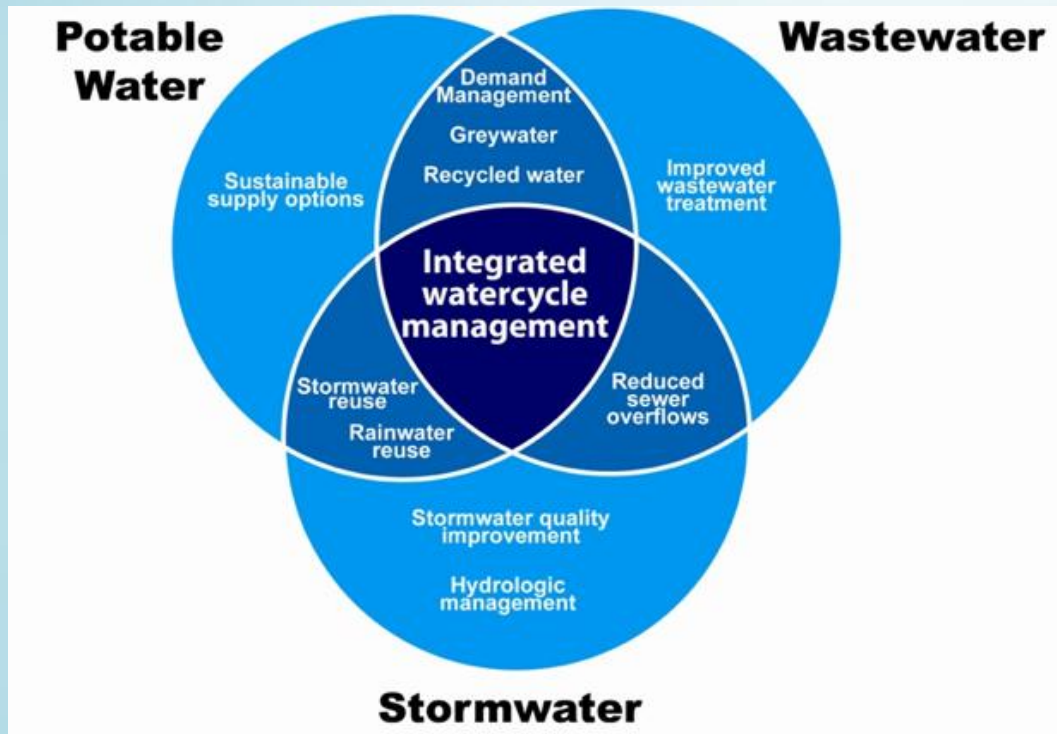 Potable
Water
Wastewater
Demand
Management
Greywater
Recycled water
Sustainable
supply options
Improved
wastewater
treatment
Integrated
watercycle
management
Stormwater
reuse
Rainwater
reuse
Reduced
sewer
overflows
Stormwater quality
improvement
Hydrologic
management
Stormwater